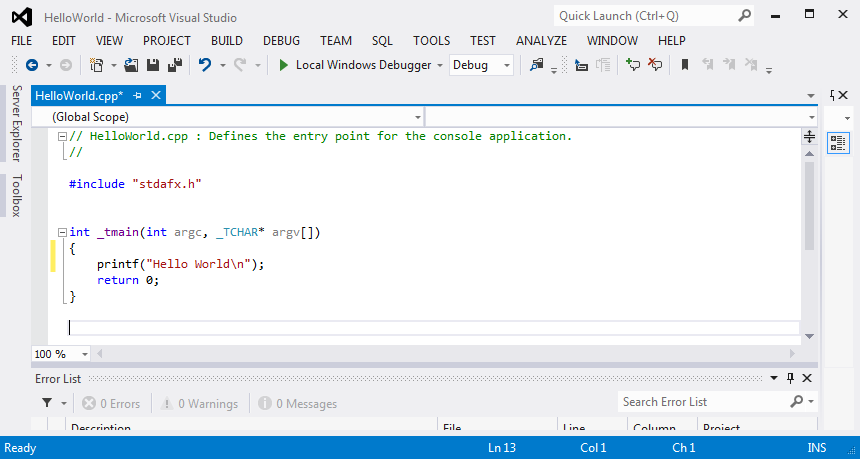 HelloWorld - Microsoft Visual Studio
Quick Launch (Ctrl+Q)
FILE EDIT VIEW PROJECT BUILD DEBUG TEAM SQL TOOLS TEST ANALYZE WINDOW HELP
Local Windows Debugger Debug
HelloWorld.cpp*
Server Explorer
Toolbox
(Global Scope)
// HelloWorld.cpp : Defines the entry point for the console application.
//
#include "stdafx.h"
int _tmain(int argc, _TCHAR* argv[])
{
printf("Hello World\n");
return 0;
}
100 %
Error List
0 Errors 0 Warnings 0 Messages Search Error List
Description File Line Column Project
Ready Ln 13 Col 1 Ch 1 INS